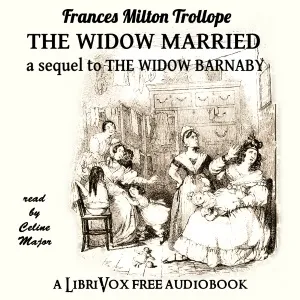 Frances Milton Trollope
THE WIDOW MARRIED
a sequel to THE WIDOW BARNABY
read
by
Celine
Major
A LIBRIVOX FREE AUDIOBOOK